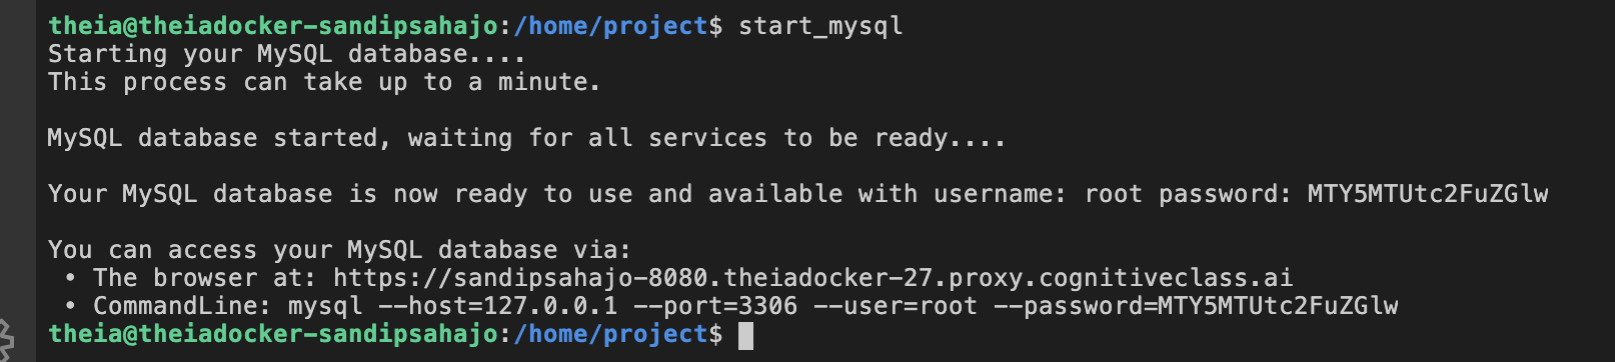 theia@theiadocker-sandipsahajo:/home/project$ start_mysql
Starting your MySQL database....
This process can take up to a minute.
MySQL database started, waiting for all services to be ready....
Your MySQL database is now ready to use and available with username: root password: MTY5MTUtc2FuZGlw
You can access your MySQL database via:
• The browser at: https://sandipsahajo-8080.theiadocker-27.proxy.cognitiveclass.ai
• CommandLine: mysql --host=127.0.0.1 --port=3306 --user=root --password=MTY5MTUtc2FuZGlw
theia@theiadocker-sandipsahajo:/home/project$